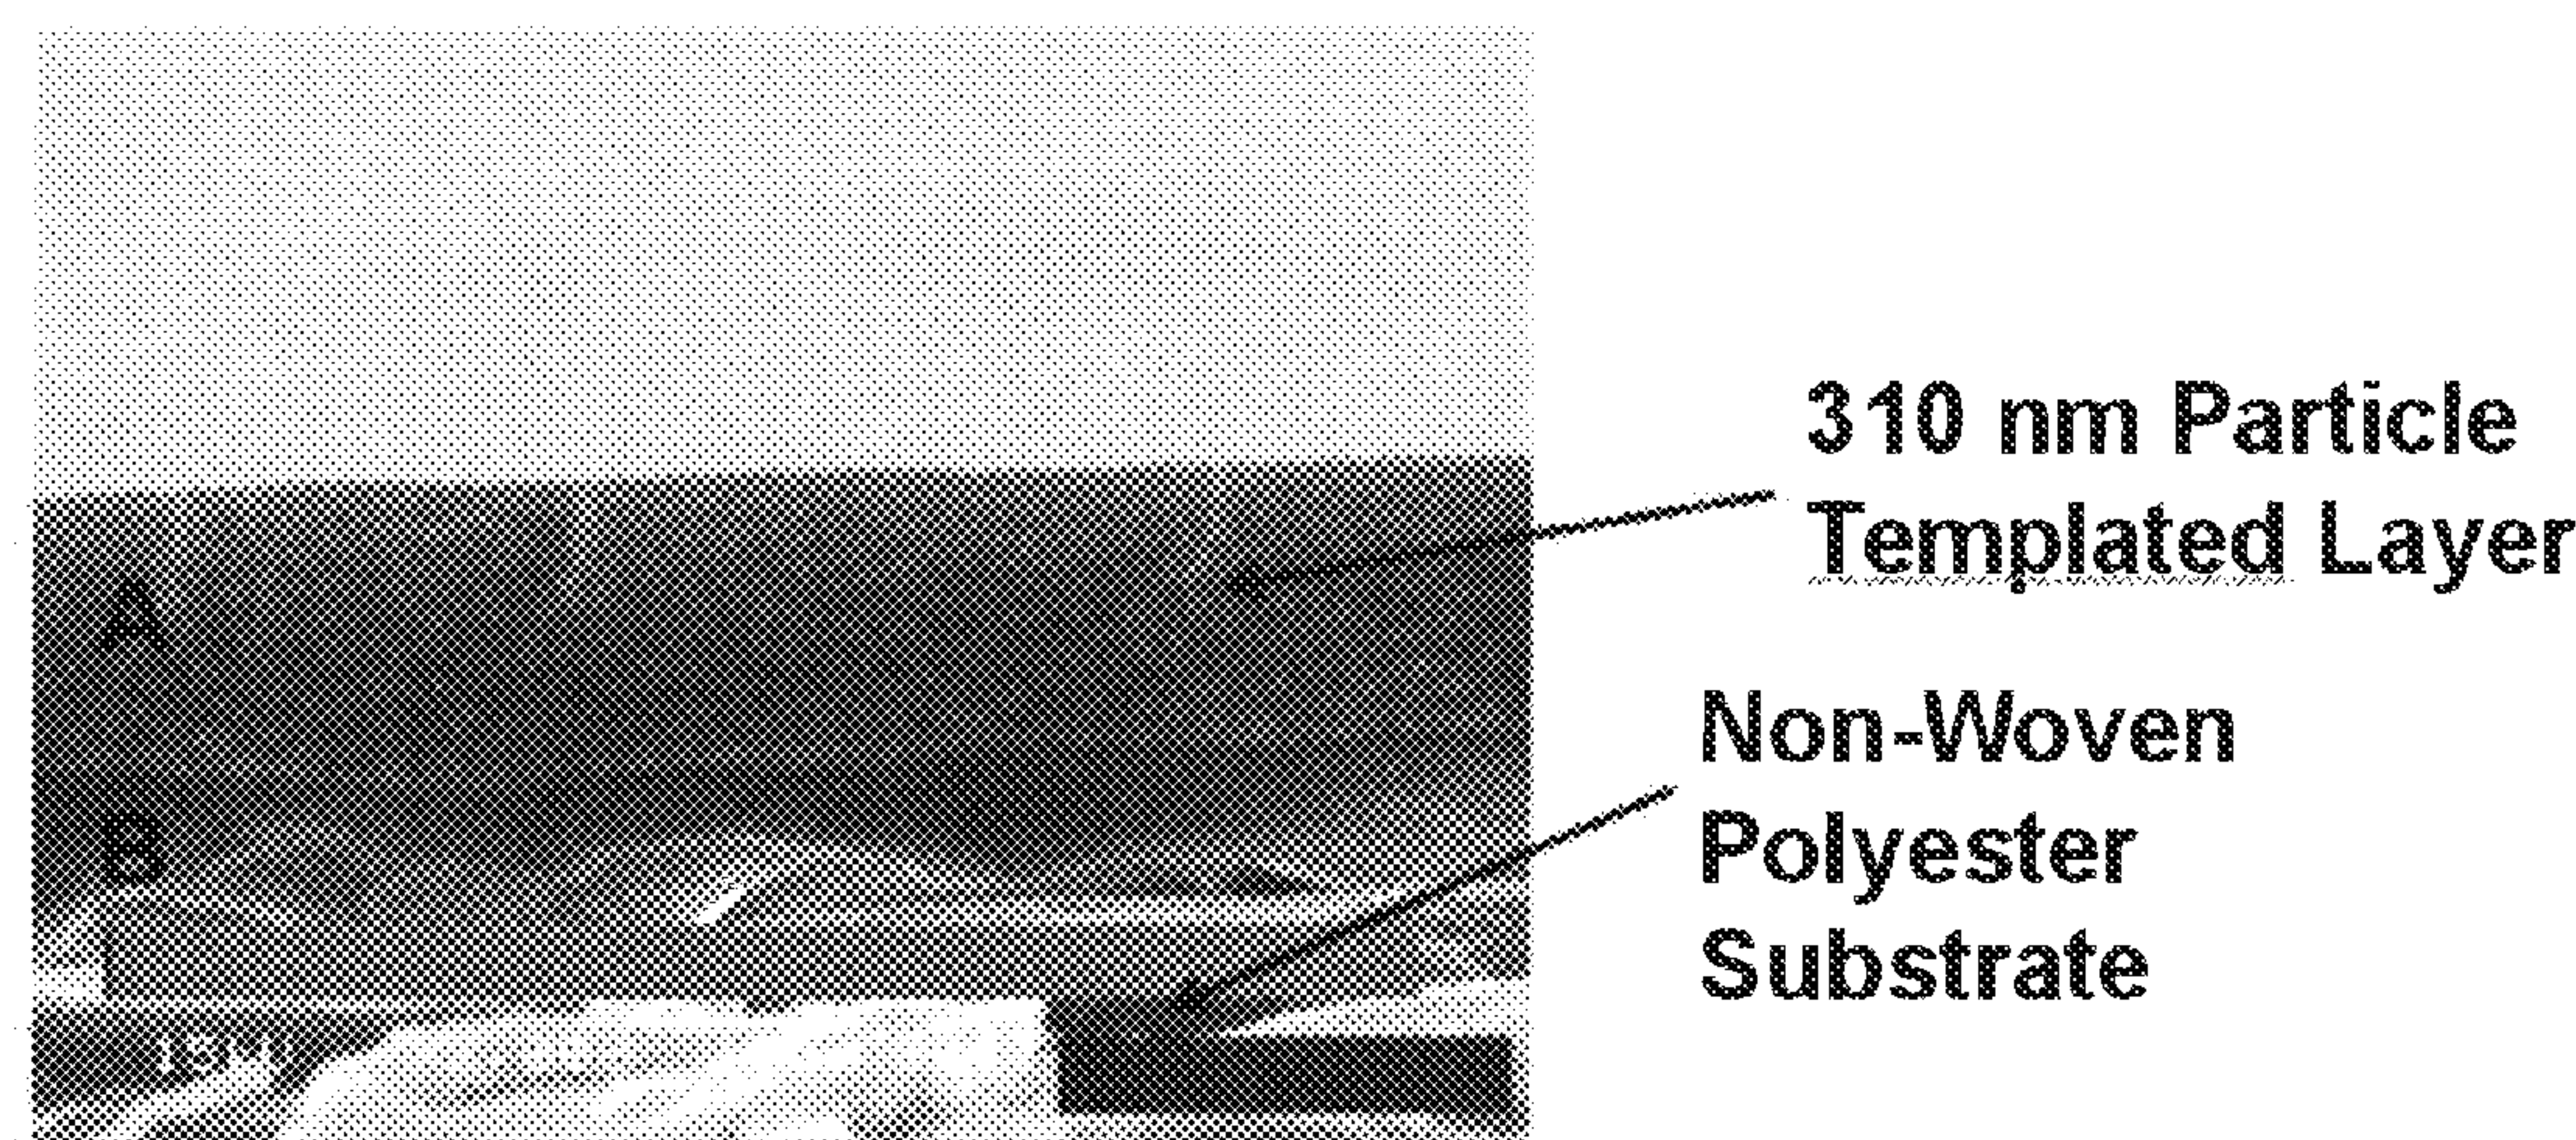 310 nm Particle
Templated Layer
A
Non-Woven
Polyester
Substrate
B